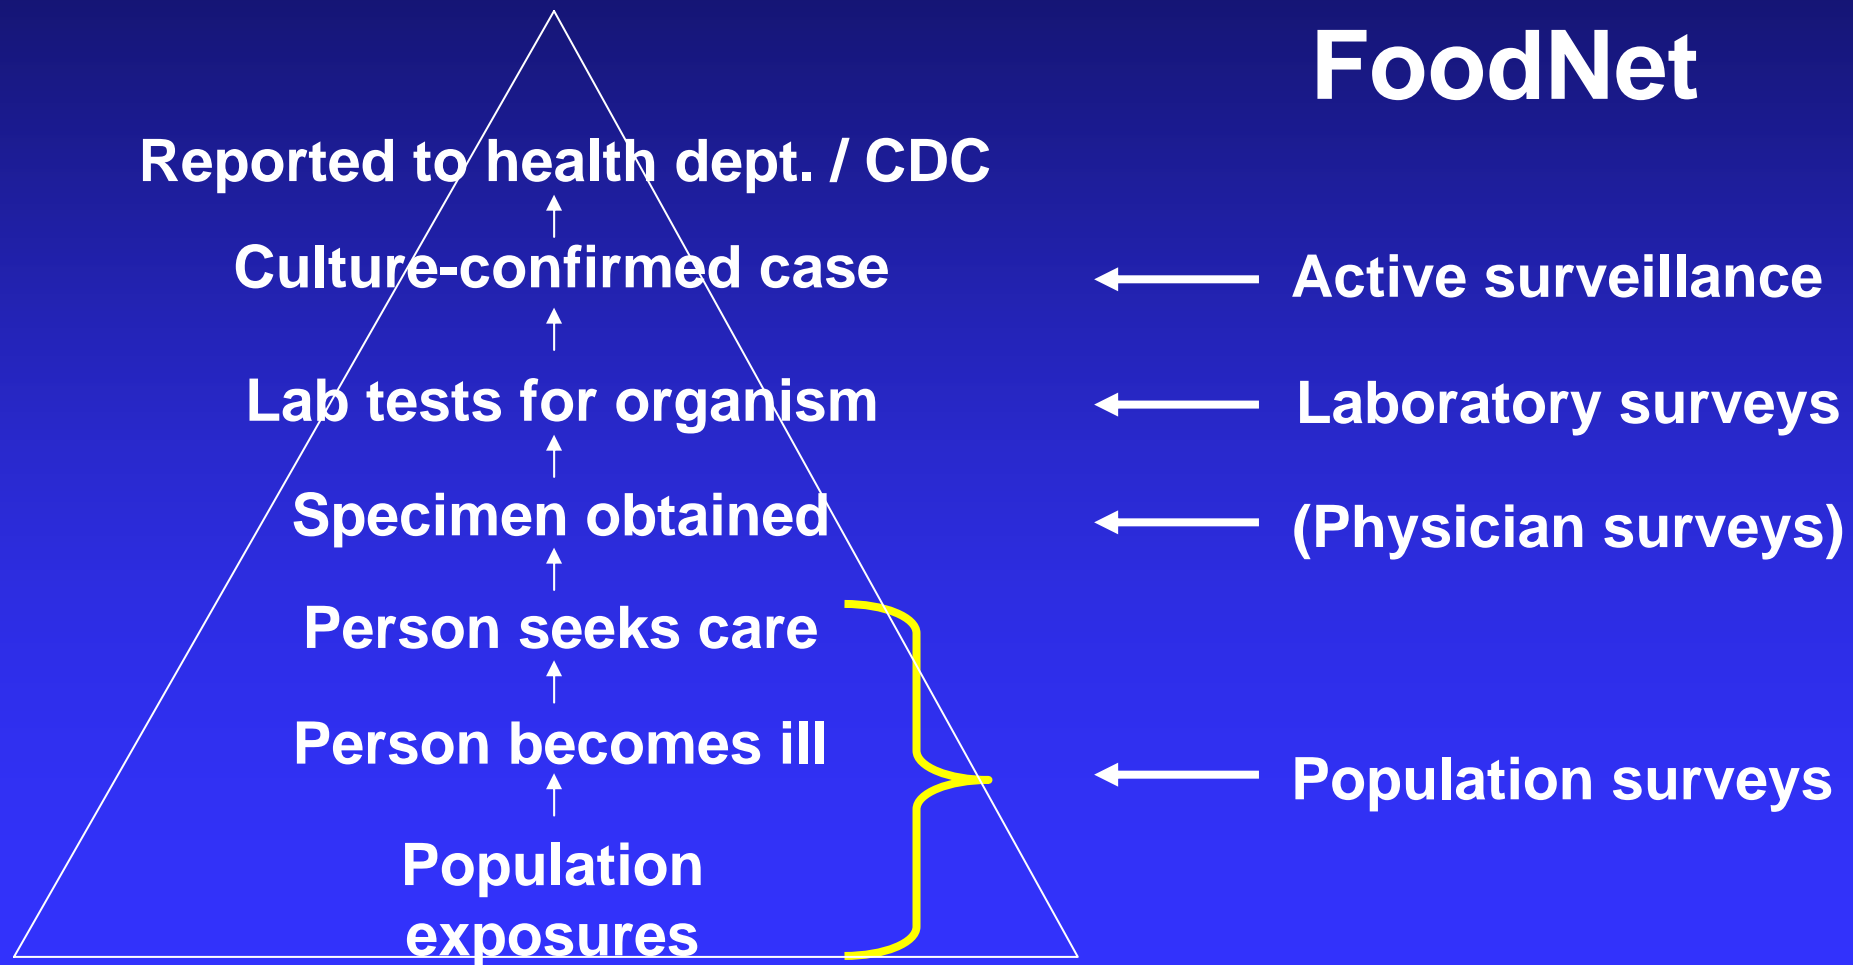 FoodNet
Reported to health dept. / CDC
Culture-confirmed case
Active surveillance
Lab tests for organism
Laboratory surveys
Specimen obtained
(Physician surveys)
Person seeks care
Person becomes ill
Population surveys
Population
exposures